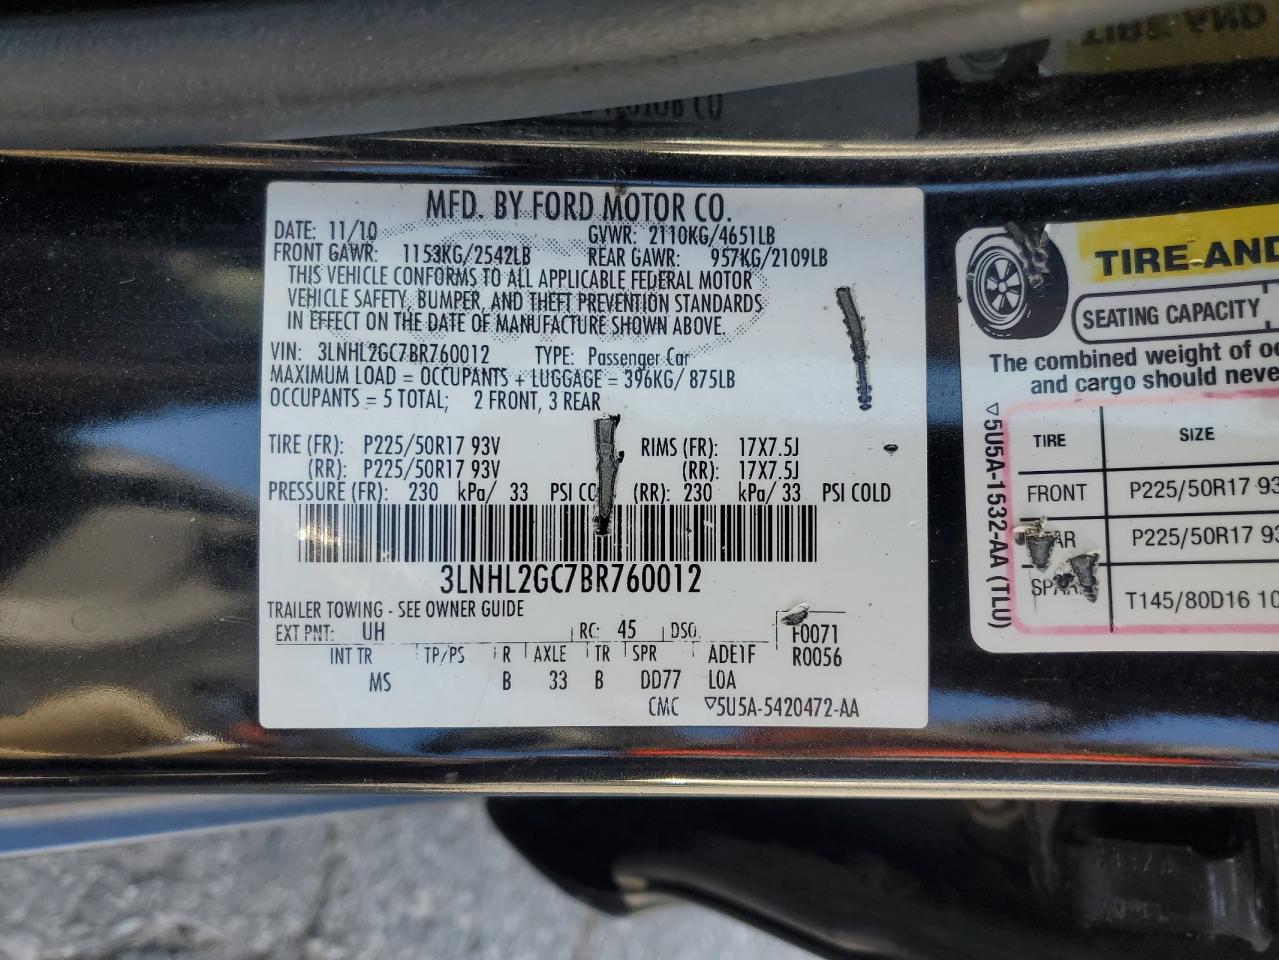 MFD. BY FORD MOTOR CO.
DATE: 11/10 GVWR: 2110KG/4651LB
FRONT GAWR: 1153KG/2542LB REAR GAWR: 957KG/2109LB
THIS VEHICLE CONFORMS TO ALL APPLICABLE FEDERAL MOTOR
VEHICLE SAFETY, BUMPER, AND THEFT PREVENTION STANDARDS
IN EFFECT ON THE DATE OF MANUFACTURE SHOWN ABOVE.
VIN: 3LNHL2GC7BR760012 TYPE: Passenger Car
MAXIMUM LOAD = OCCUPANTS + LUGGAGE = 396KG/ 875LB
OCCUPANTS = 5 TOTAL; 2 FRONT, 3 REAR
TIRE (FR): P225/50R17 93V RIMS (FR): 17X7.5J
(RR): P225/50R17 93V (RR): 17X7.5J
PRESSURE (FR): 230 kPa/ 33 PSI CO (RR): 230 kPa/ 33 PSI COLD
3LNHL2GC7BR760012
TRAILER TOWING - SEE OWNER GUIDE
EXT PNT: UH RC: 45 DSO: F0071
INT TR TP/PS R AXLE TR SPR ADE1F R0056
MS B 33 B DD77 LOA
CMC ▽5U5A-5420472-AA
TIRE AND
SEATING CAPACITY
The combined weight of oc
and cargo should neve
▽5U5A-1532-AA (TLU)
TIRE SIZE
FRONT P225/50R17 93
AR P225/50R17 93
SPAR T145/80D16 10